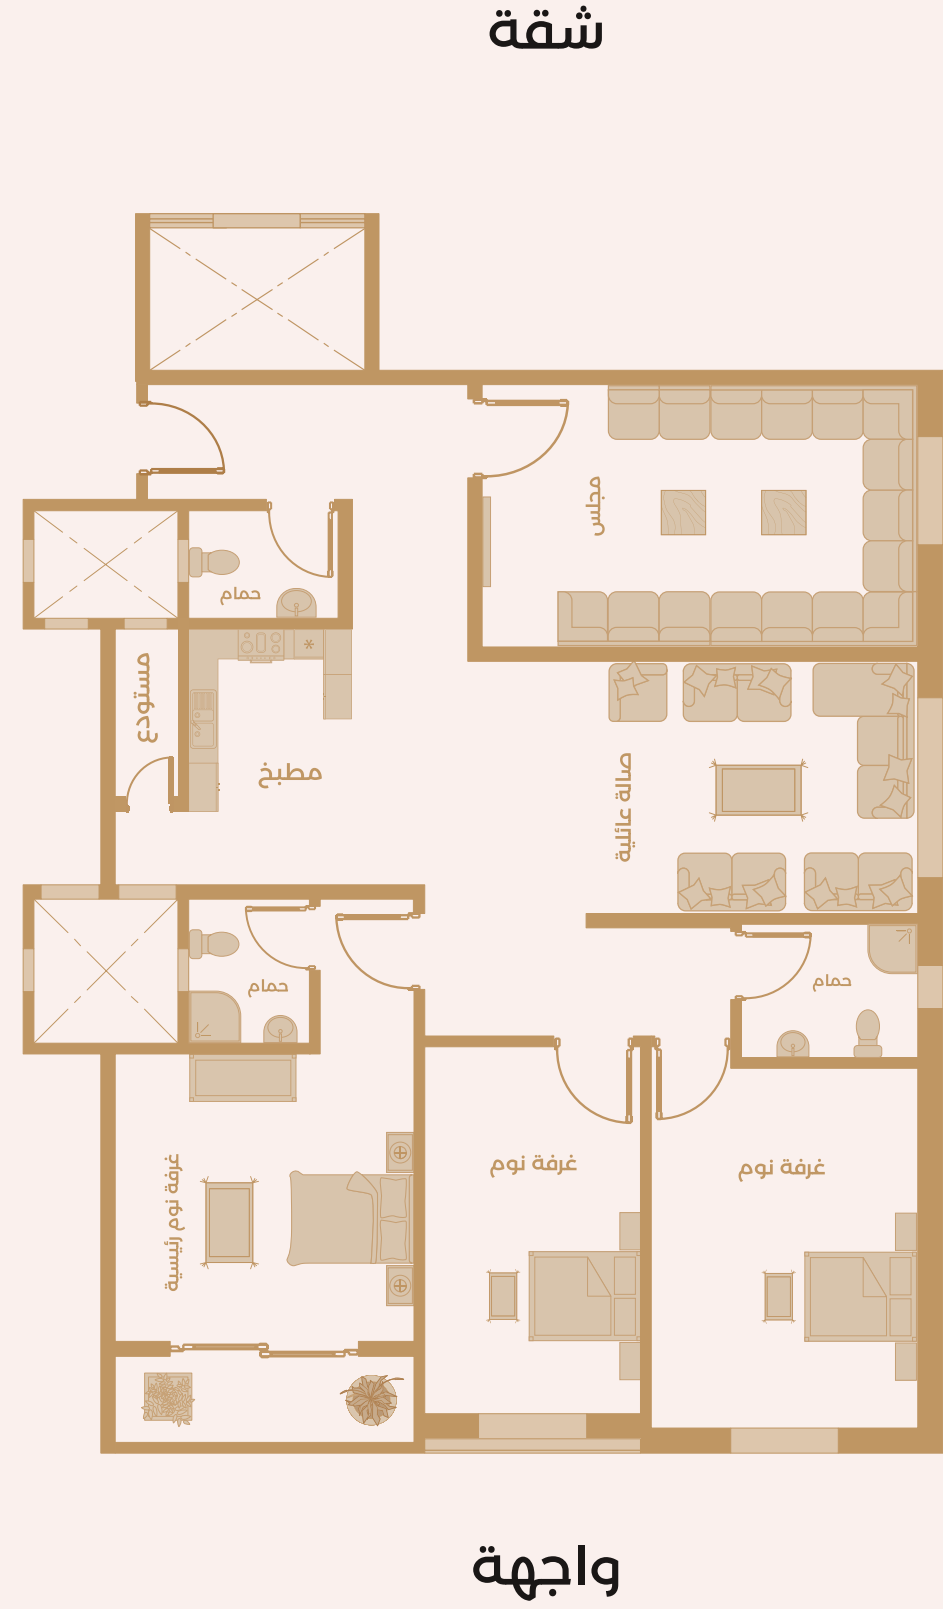 شقة
مجلس
حمام
مستودع
مطبخ
صالة عائلية
حمام
حمام
غرفة نوم
غرفة نوم
غرفة نوم رئيسية
واجهة